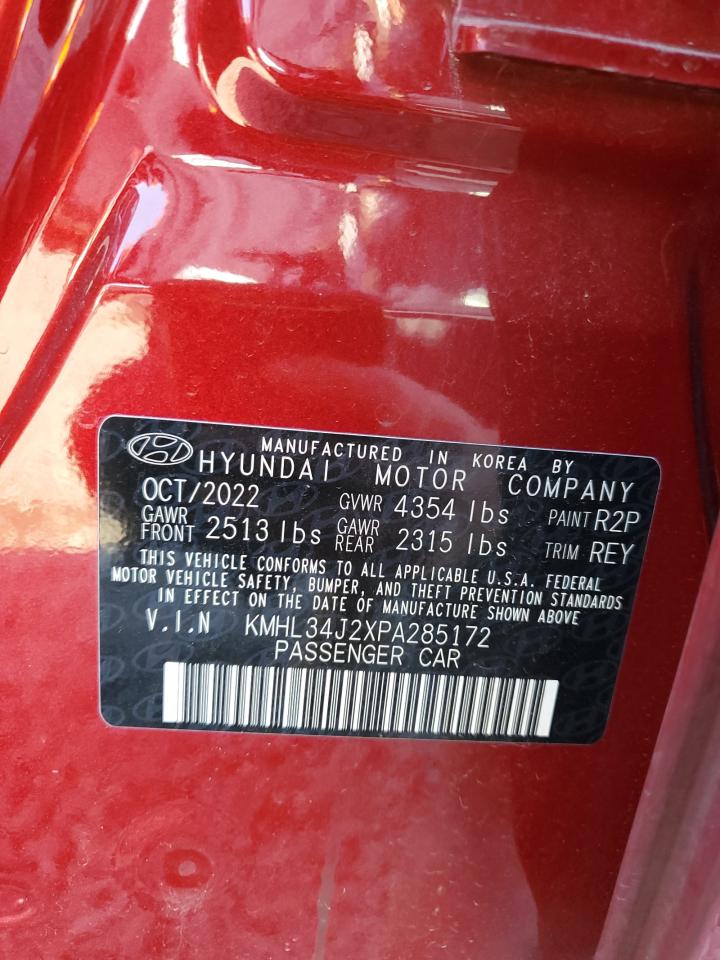 MANUFACTURED IN KOREA BY
HYUNDAI MOTOR COMPANY
OCT/2022 GVWR 4354 lbs PAINT R2P
GAWR FRONT 2513 lbs GAWR REAR 2315 lbs TRIM REY
THIS VEHICLE CONFORMS TO ALL APPLICABLE U.S.A. FEDERAL
MOTOR VEHICLE SAFETY, BUMPER, AND THEFT PREVENTION STANDARDS
IN EFFECT ON THE DATE OF MANUFACTURE SHOWN ABOVE
V.I.N KMHL34J2XPA285172
PASSENGER CAR